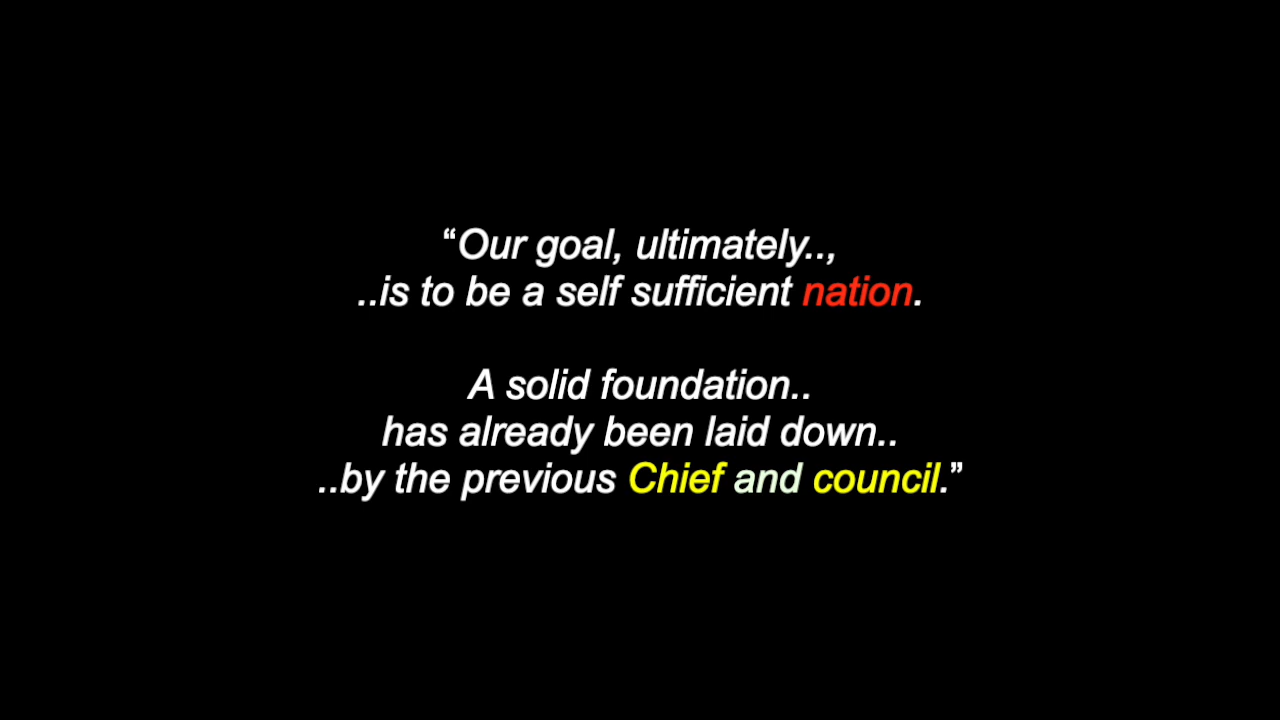 “Our goal, ultimately..,
..is to be a self sufficient nation.
A solid foundation..
has already been laid down..
..by the previous Chief and council.”